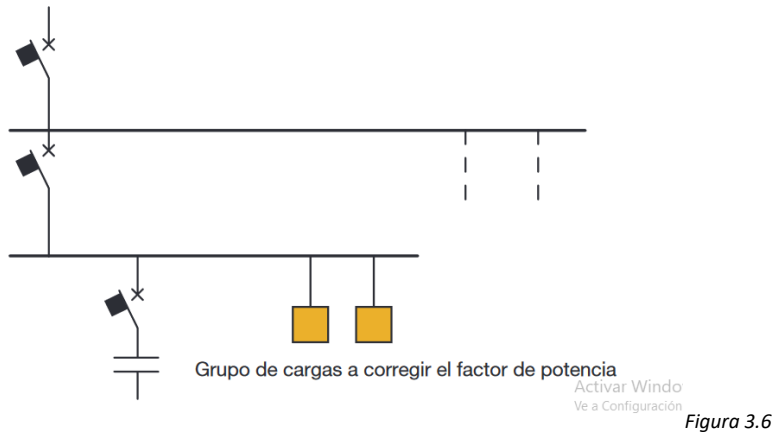 Grupo de cargas a corregir el factor de potencia
Activar Windo
Ve a Configuración
Figura 3.6